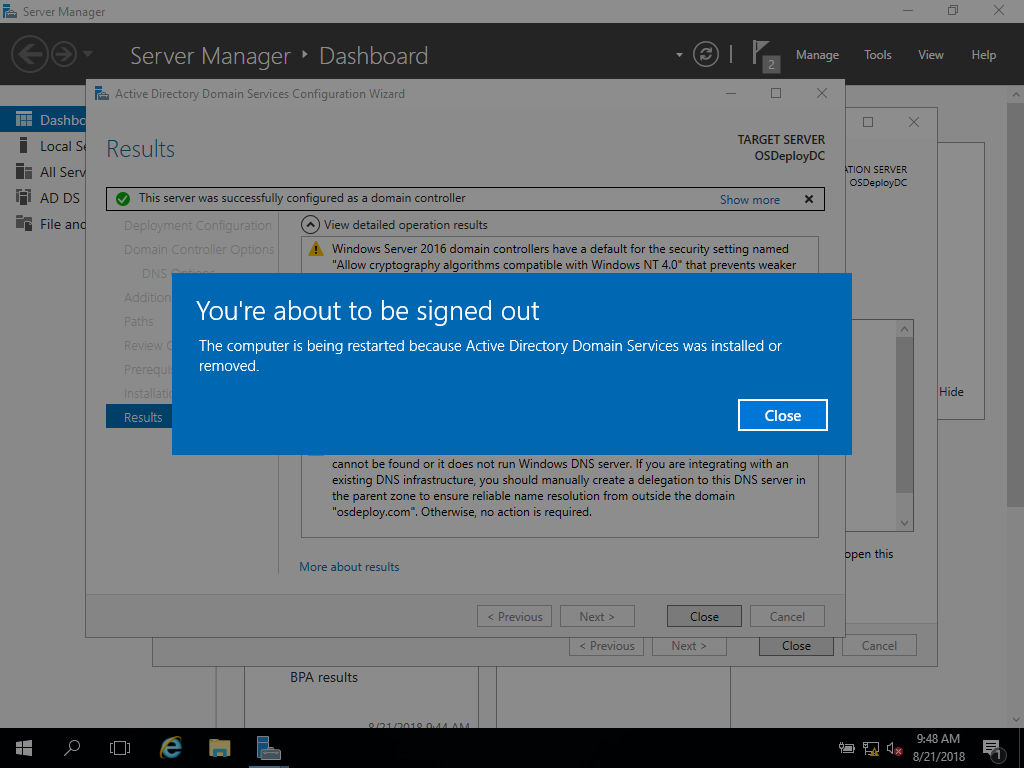 Server Manager
Server Manager ‣ Dashboard
2
Manage
Tools
View
Help
Active Directory Domain Services Configuration Wizard
Results
TARGET SERVER
OSDeployDC
ATION SERVER
OSDeployDC
Dashbo
Local Se
All Serv
AD DS
File and
This server was successfully configured as a domain controller
Show more
Deployment Configuration
Domain Controller Options
DNS Options
Addition
Paths
Review O
Prerequis
Installatio
Results
View detailed operation results
Windows Server 2016 domain controllers have a default for the security setting named
"Allow cryptography algorithms compatible with Windows NT 4.0" that prevents weaker
You're about to be signed out
The computer is being restarted because Active Directory Domain Services was installed or
removed.
Close
Hide
cannot be found or it does not run Windows DNS server. If you are integrating with an
existing DNS infrastructure, you should manually create a delegation to this DNS server in
the parent zone to ensure reliable name resolution from outside the domain
"osdeploy.com". Otherwise, no action is required.
open this
More about results
< Previous
Next >
Close
Cancel
< Previous
Next >
Close
Cancel
BPA results
8/21/2018 9:44 AM
9:48 AM
8/21/2018
1